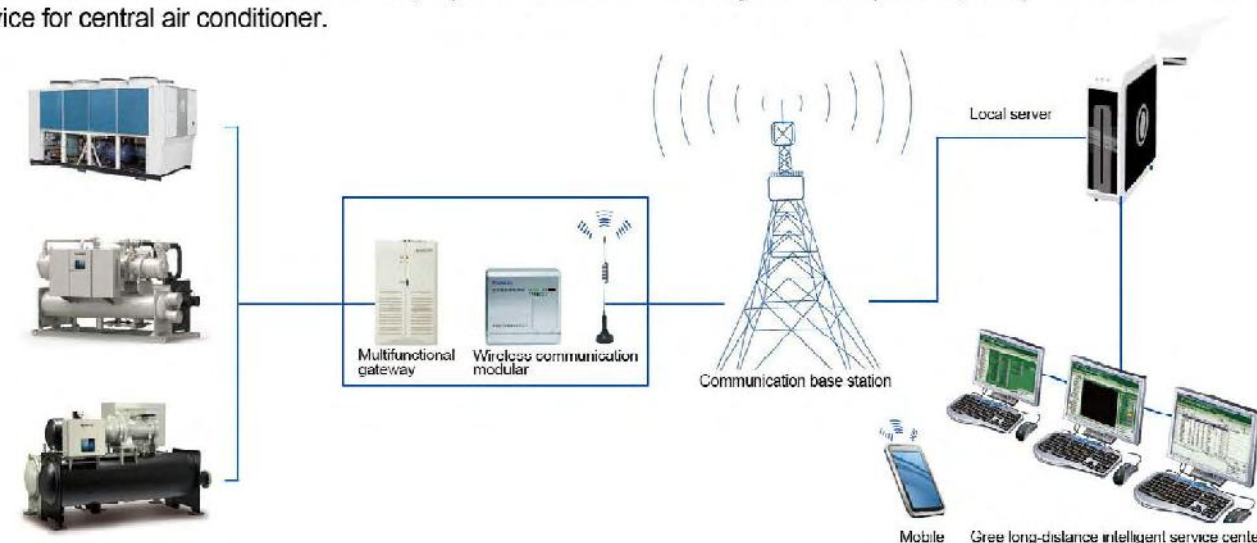 vice for central air conditioner.
Local server
Multifunctional
gateway
Wireless communication
modular
Communication base station
Mobile
Gree long-distance intelligent service cente